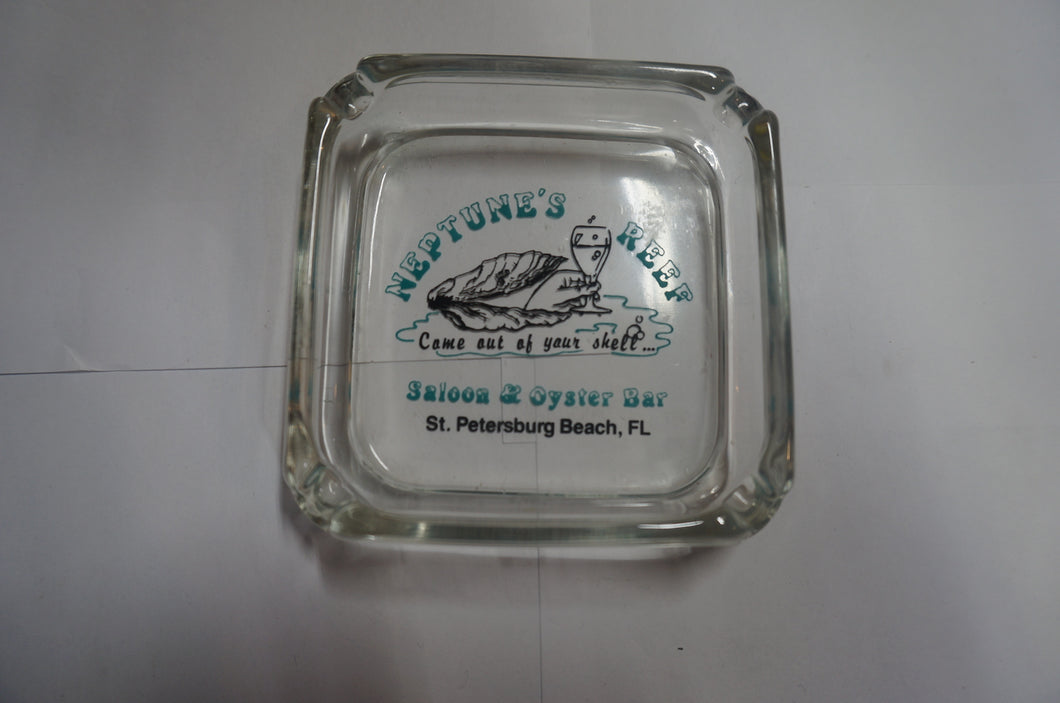 NEPTUNE'S REEF
Come out of your shell...
Saloon & Oyster Bar
St. Petersburg Beach, FL